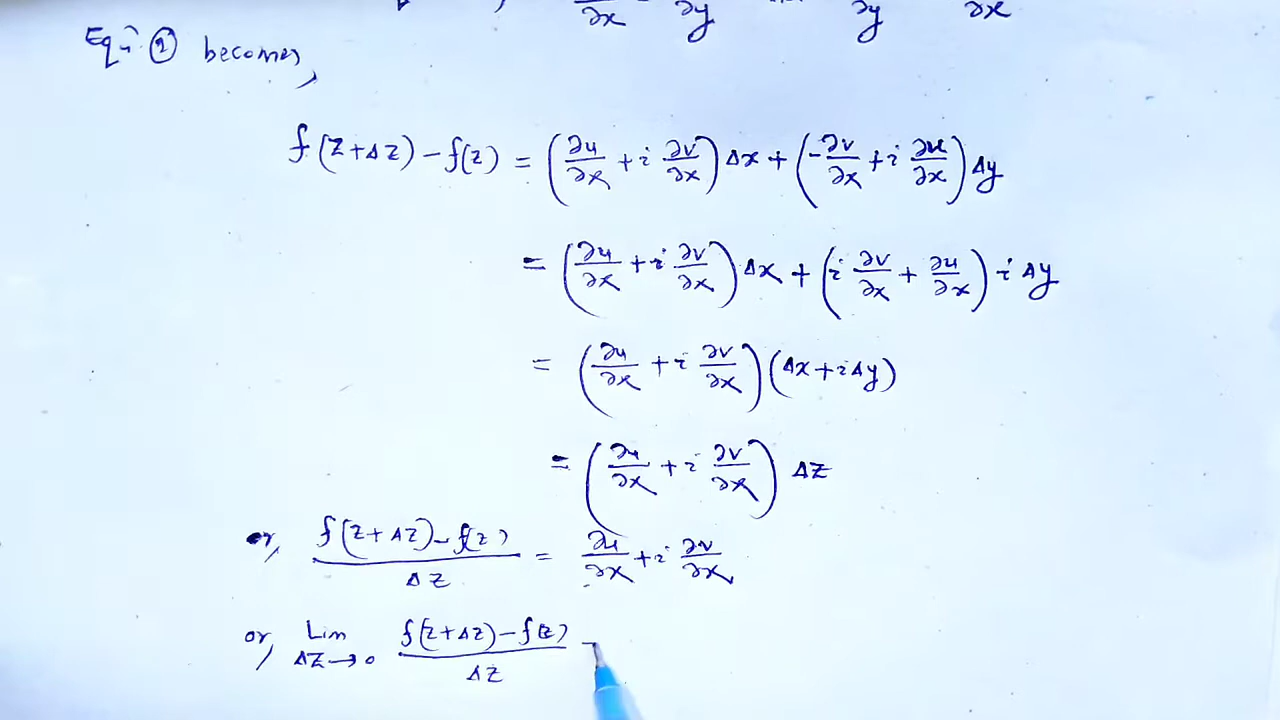 ∂x ∂y ∂y ∂x
Eqⁿ ② becomes,
f(z+Δz)-f(z) = (∂u/∂x + i ∂v/∂x) Δx + (-∂v/∂x + i ∂u/∂x) Δy
= (∂u/∂x + i ∂v/∂x) Δx + (i ∂v/∂x + ∂u/∂x) i Δy
= (∂u/∂x + i ∂v/∂x) (Δx + iΔy)
= (∂u/∂x + i ∂v/∂x) Δz
or, f(z+Δz)-f(z)/Δz = ∂u/∂x + i ∂v/∂x
or, Lim Δz→0 f(z+Δz)-f(z)/Δz =